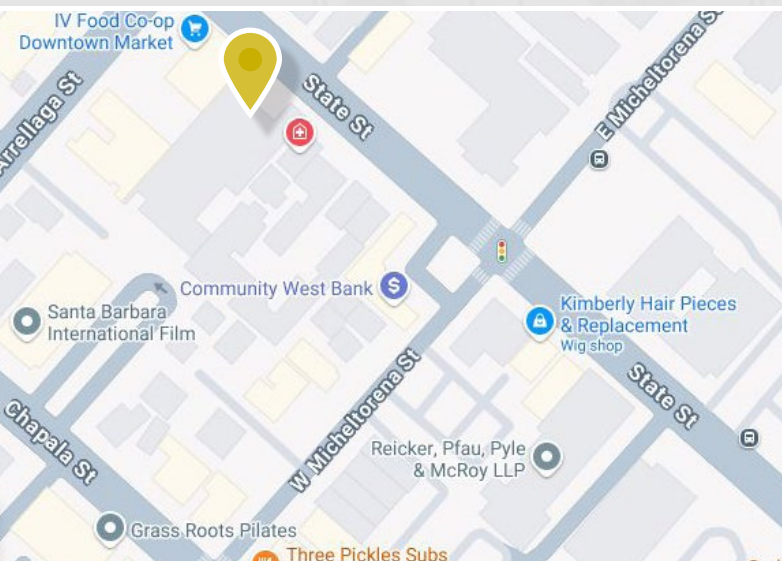 IV Food Co-op
Downtown Market
Arrellaga St
State St
E Micheltorena St
Community West Bank
$
Santa Barbara
International Film
Kimberly Hair Pieces
& Replacement
Wig shop
State St
W Micheltorena St
Chapala St
Reicker, Pfau, Pyle
& McRoy LLP
Grass Roots Pilates
Three Pickles Subs